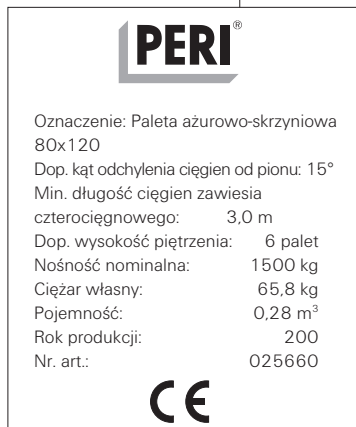 PERI®
Oznaczenie: Paleta ażurowo-skrzyniowa
80x120
Dop. kąt odchylenia cięgien od pionu: 15°
Min. długość cięgien zawiesia
czterocięgnowego: 3,0 m
Dop. wysokość piętrzenia: 6 palet
Nośność nominalna: 1500 kg
Ciężar własny: 65,8 kg
Pojemność: 0,28 m³
Rok produkcji: 200
Nr. art.: 025660
CE